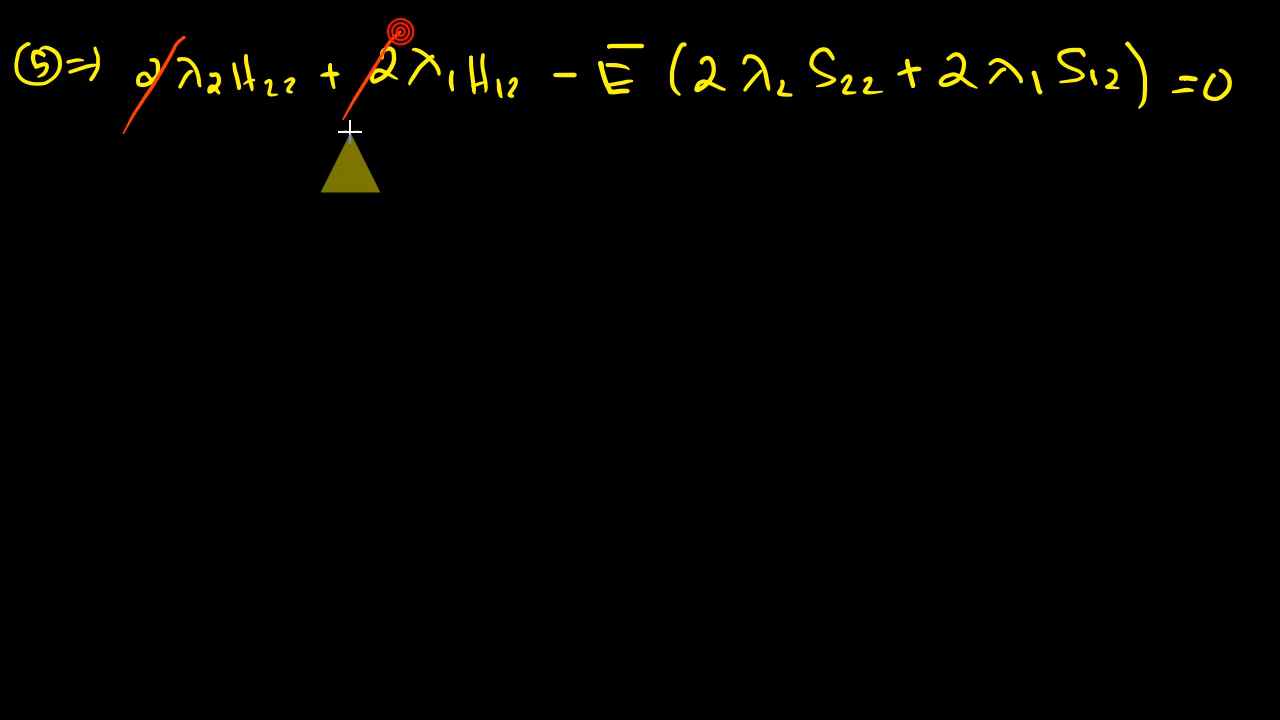 ⑤ ⇒ 2λ₂H₂₂ + 2λ₁H₁₂ - E̅ (2λ₂S₂₂ + 2λ₁S₁₂) = 0